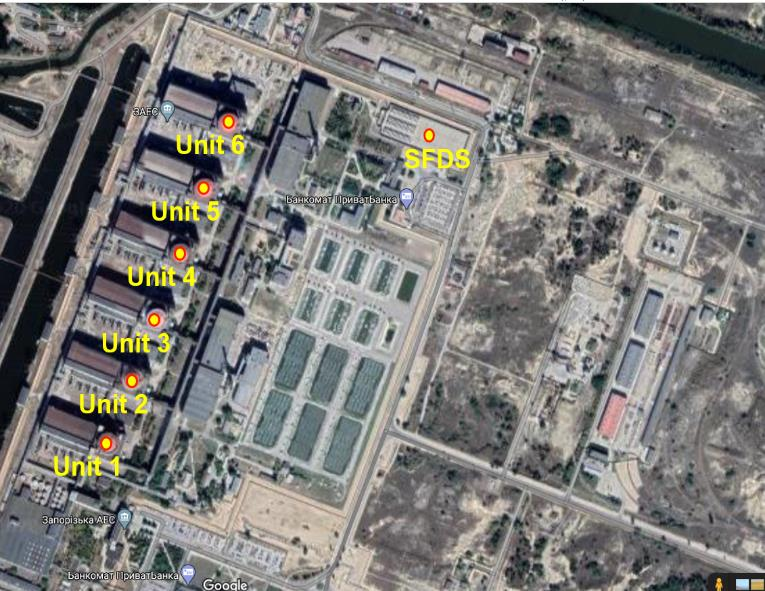 ЗАЕС
Unit 6
SFDS
Unit 5
Банкомат ПриватБанка
Unit 4
Unit 3
Unit 2
Unit 1
Запорізька АЕС
Банкомат ПриватБанка
Google